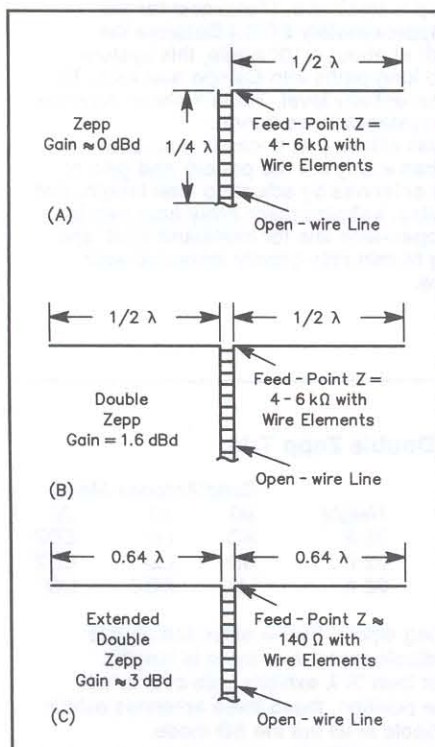 1/2 λ
Zepp
Gain ≈ 0 dBd
1/4 λ
Feed-Point Z =
4-6 kΩ with
Wire Elements
Open-wire Line
(A)
1/2 λ
1/2 λ
Double
Zepp
Gain = 1.6 dBd
Feed-Point Z =
4-6 kΩ with
Wire Elements
Open-wire Line
(B)
0.64 λ
0.64 λ
Extended
Double
Zepp
Gain ≈ 3 dBd
Feed-Point Z ≈
140 Ω with
Wire Elements
Open-wire Line
(C)